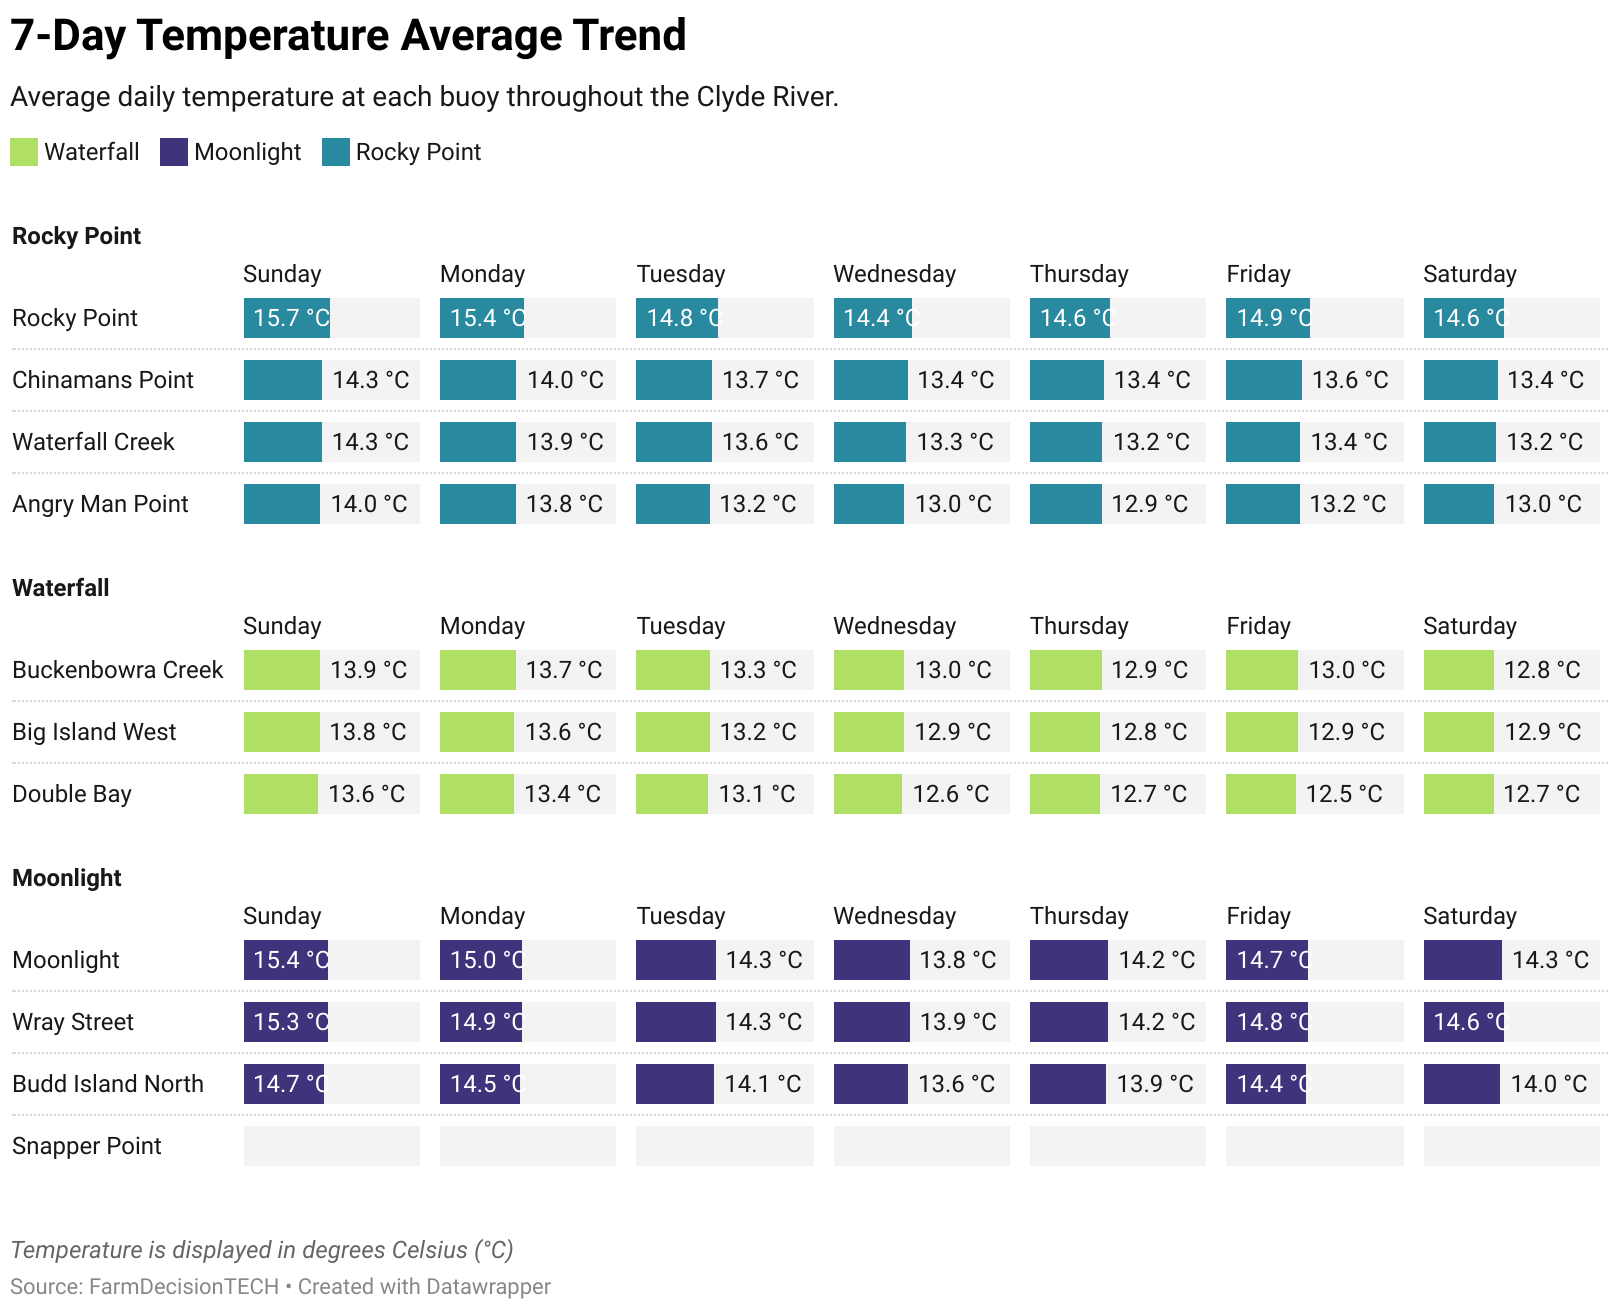 7-Day Temperature Average Trend
Average daily temperature at each buoy throughout the Clyde River.
Waterfall Moonlight Rocky Point
Rocky Point
Sunday Monday Tuesday Wednesday Thursday Friday Saturday
Rocky Point 15.7 °C 15.4 °C 14.8 °C 14.4 °C 14.6 °C 14.9 °C 14.6 °C
Chinamans Point 14.3 °C 14.0 °C 13.7 °C 13.4 °C 13.4 °C 13.6 °C 13.4 °C
Waterfall Creek 14.3 °C 13.9 °C 13.6 °C 13.3 °C 13.2 °C 13.4 °C 13.2 °C
Angry Man Point 14.0 °C 13.8 °C 13.2 °C 13.0 °C 12.9 °C 13.2 °C 13.0 °C
Waterfall
Sunday Monday Tuesday Wednesday Thursday Friday Saturday
Buckenbowra Creek 13.9 °C 13.7 °C 13.3 °C 13.0 °C 12.9 °C 13.0 °C 12.8 °C
Big Island West 13.8 °C 13.6 °C 13.2 °C 12.9 °C 12.8 °C 12.9 °C 12.9 °C
Double Bay 13.6 °C 13.4 °C 13.1 °C 12.6 °C 12.7 °C 12.5 °C 12.7 °C
Moonlight
Sunday Monday Tuesday Wednesday Thursday Friday Saturday
Moonlight 15.4 °C 15.0 °C 14.3 °C 13.8 °C 14.2 °C 14.7 °C 14.3 °C
Wray Street 15.3 °C 14.9 °C 14.3 °C 13.9 °C 14.2 °C 14.8 °C 14.6 °C
Budd Island North 14.7 °C 14.5 °C 14.1 °C 13.6 °C 13.9 °C 14.4 °C 14.0 °C
Snapper Point
Temperature is displayed in degrees Celsius (°C)
Source: FarmDecisionTECH • Created with Datawrapper